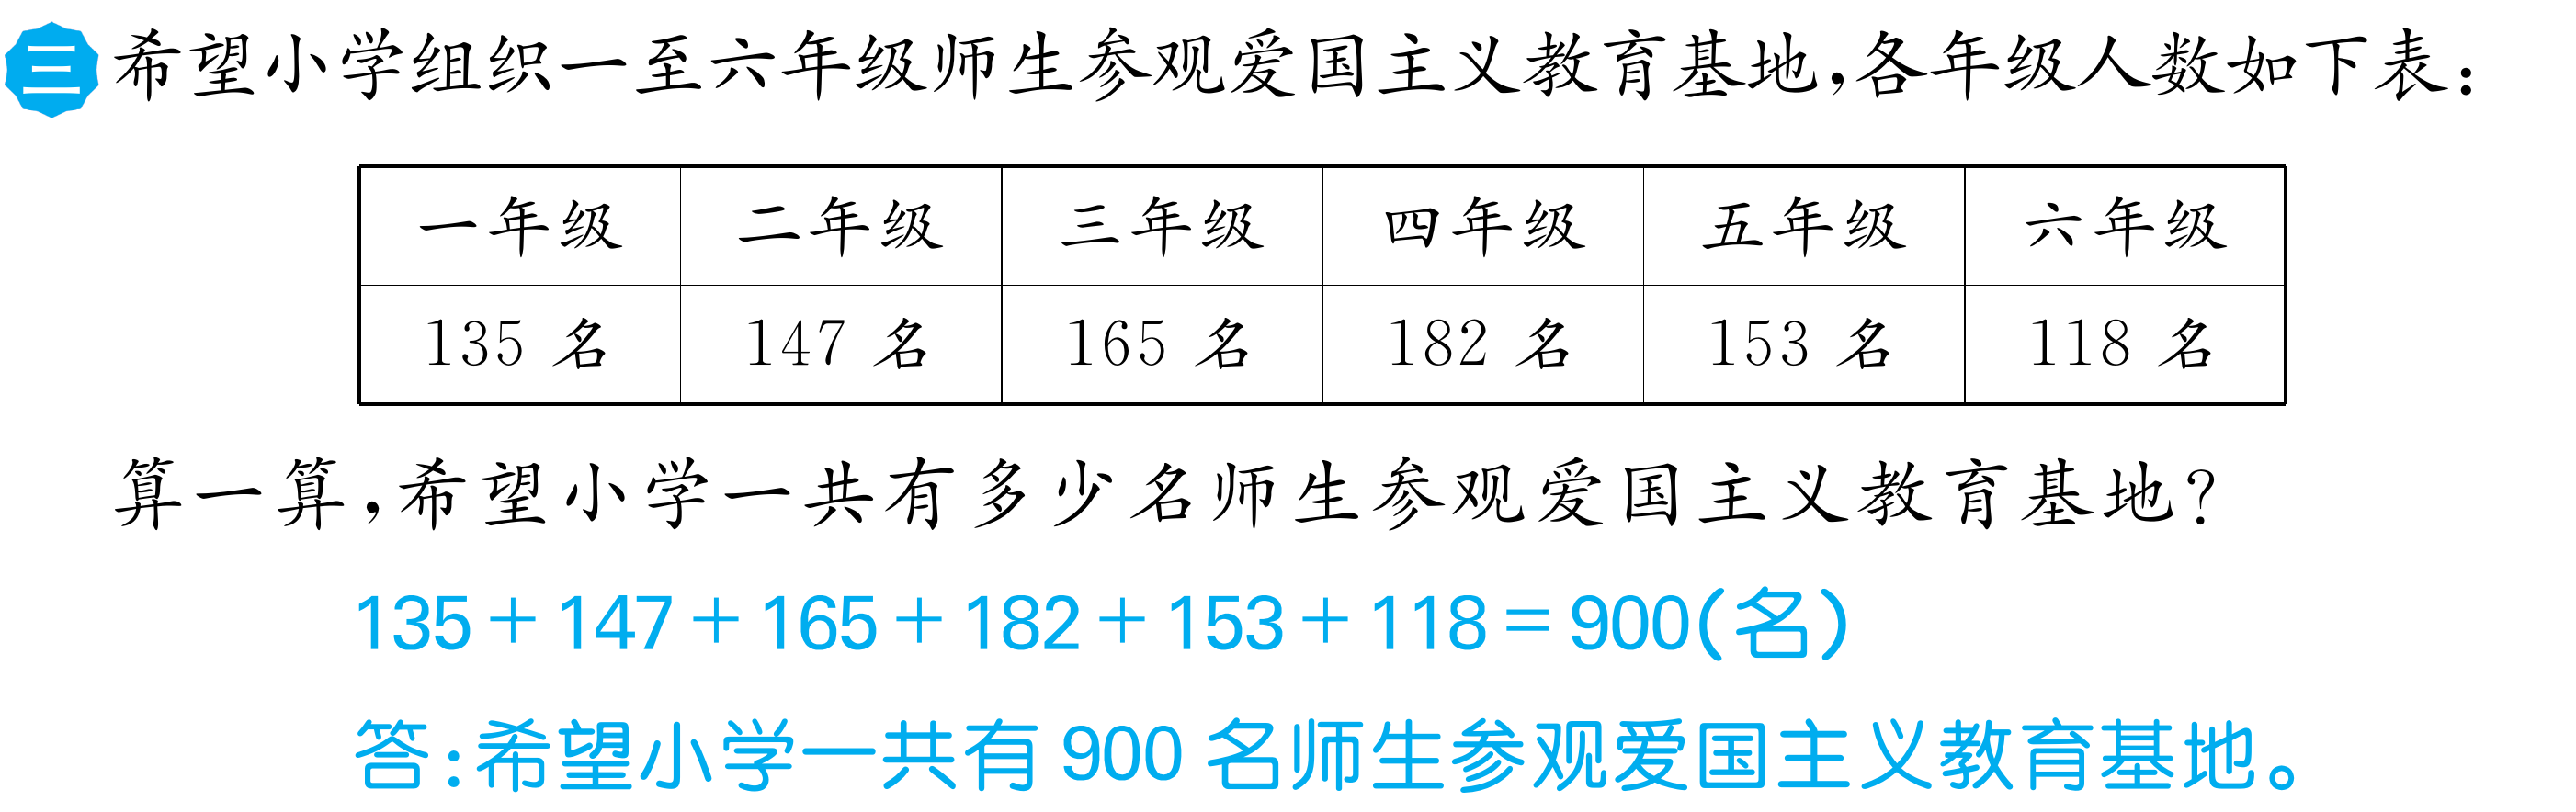 三 希望小学组织一至六年级师生参观爱国主义教育基地,各年级人数如下表:
一年级 二年级 三年级 四年级 五年级 六年级
135 名 147 名 165 名 182 名 153 名 118 名
算一算,希望小学一共有多少名师生参观爱国主义教育基地?
135+147+165+182+153+118=900(名)
答:希望小学一共有 900 名师生参观爱国主义教育基地。